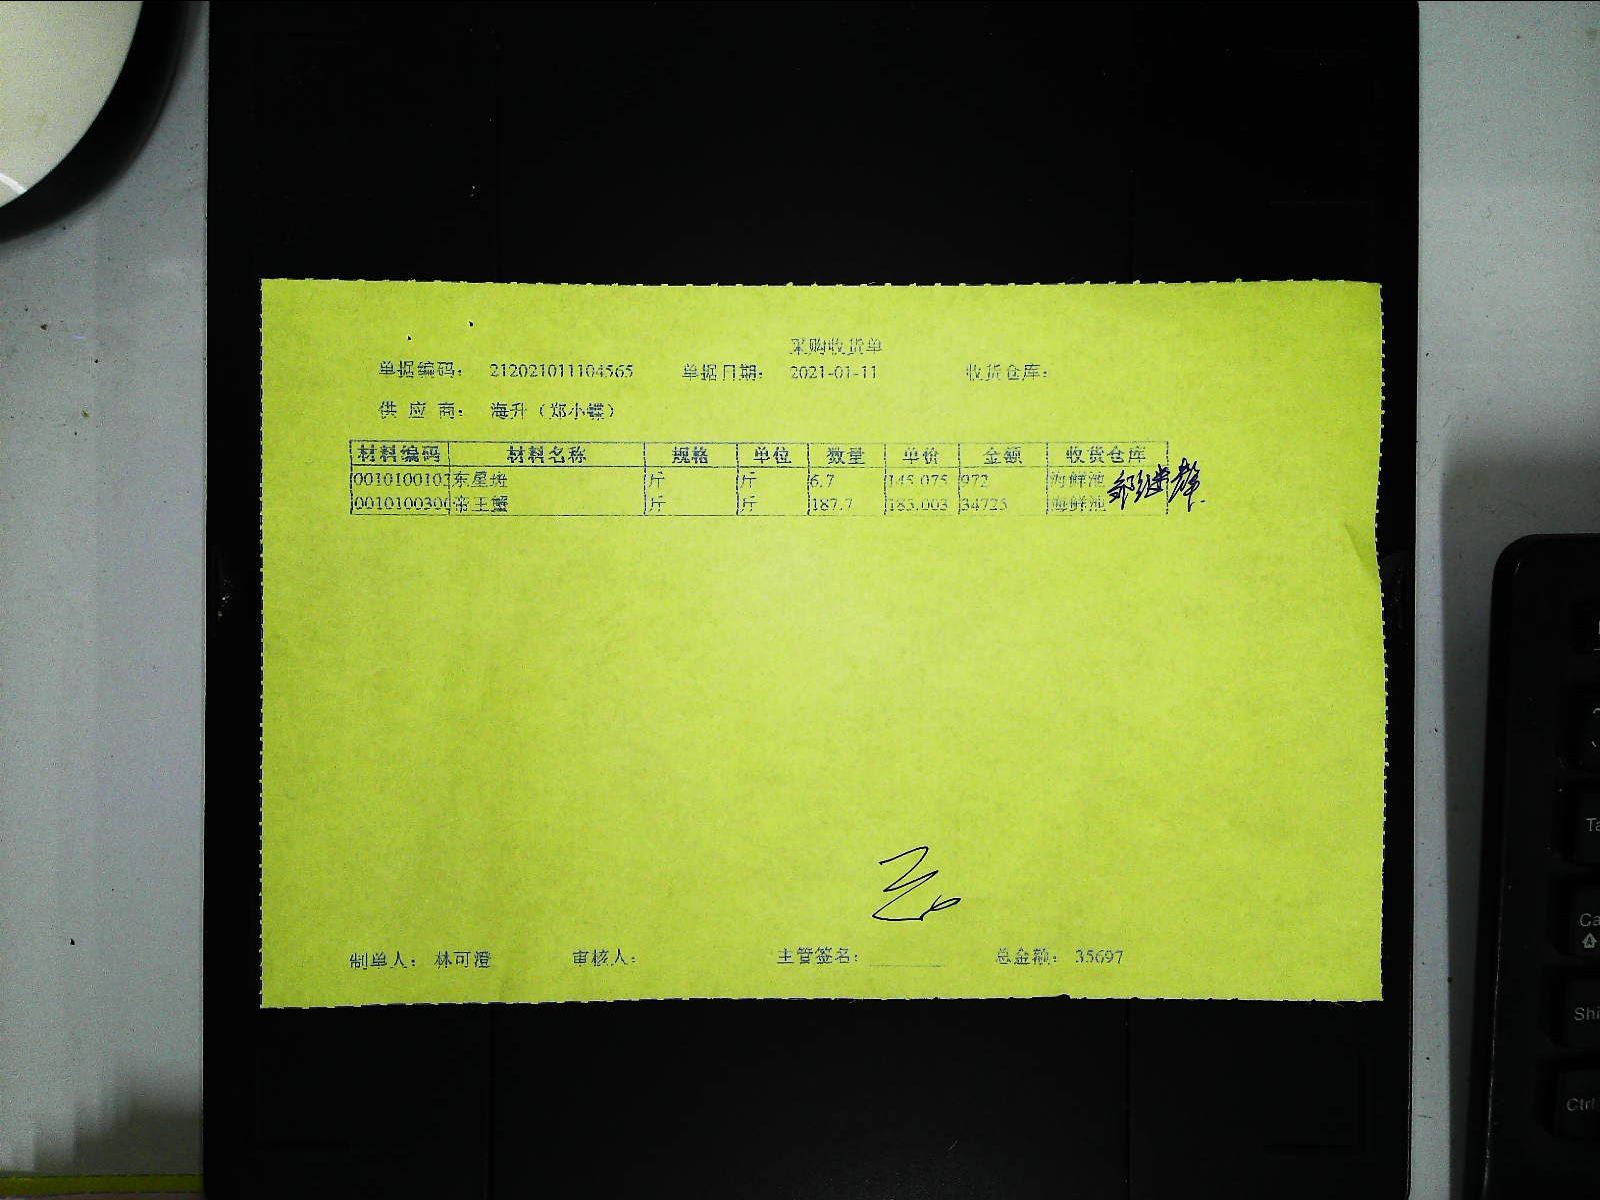 采购收货单
单据编码: 212021011104565 单据日期: 2021-01-11 收货仓库:
供 应 商: 海升（郑小蝶）
材料编码 材料名称 规格 单位 数量 单价 金额 收货仓库
001010010 东星斑 斤 斤 6.7 145.075 972 海鲜池
001010030 帝王蟹 斤 斤 187.7 185.003 34725 海鲜池
制单人: 林可澄 审核人: 主管签名: 总金额: 35697
Ctrl